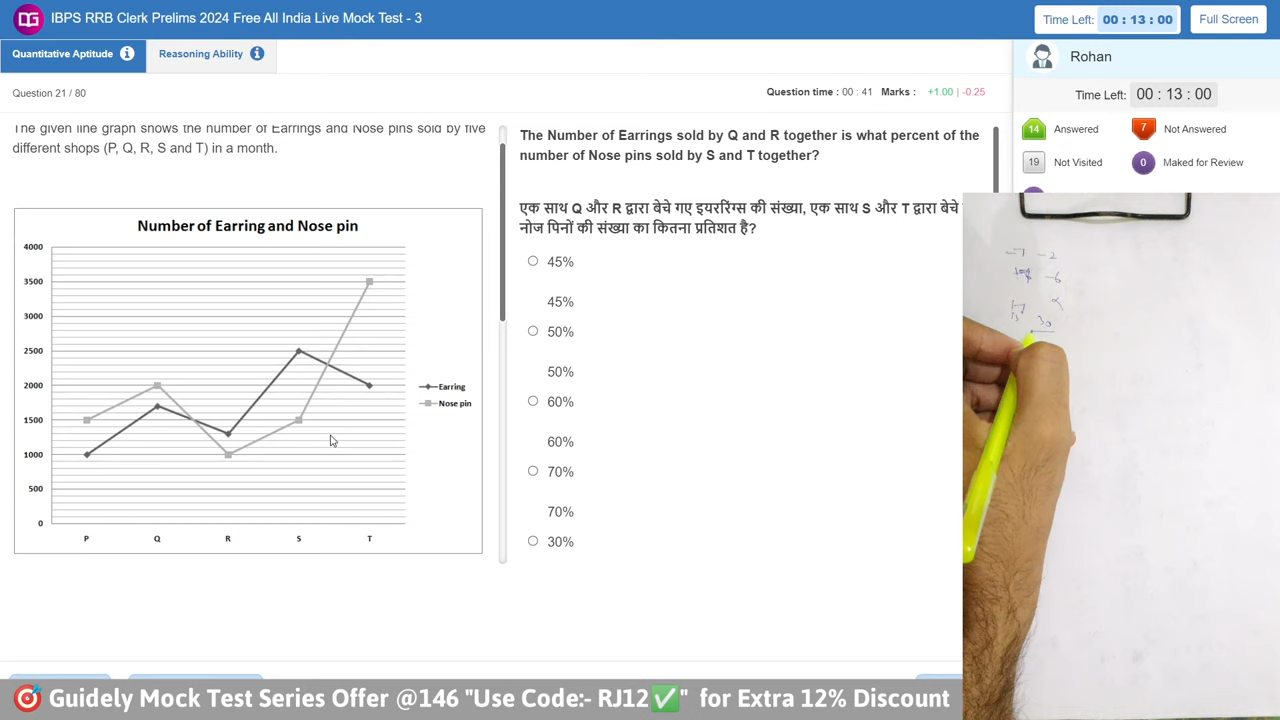 IBPS RRB Clerk Prelims 2024 Free All India Live Mock Test - 3
Time Left: 00 : 13 : 00
Full Screen
Quantitative Aptitude
Reasoning Ability
Rohan
Question 21 / 80
Question time : 00 : 41 Marks : +1.00 | -0.25
Time Left: 00 : 13 : 00
14 Answered
7 Not Answered
19 Not Visited
0 Maked for Review
The given line graph shows the number of Earrings and Nose pins sold by five
different shops (P, Q, R, S and T) in a month.
Number of Earring and Nose pin
4000
3500
3000
2500
2000
1500
1000
500
0
P Q R S T
Earring
Nose pin
The Number of Earrings sold by Q and R together is what percent of the
number of Nose pins sold by S and T together?
एक साथ Q और R द्वारा बेचे गए इयररिंग्स की संख्या, एक साथ S और T द्वारा बेचे
नोज पिनों की संख्या का कितना प्रतिशत है?
45%
45%
50%
50%
60%
60%
70%
70%
30%
-7 -2
-6
30
🎯 Guidely Mock Test Series Offer @146 "Use Code:- RJ12✅" for Extra 12% Discount